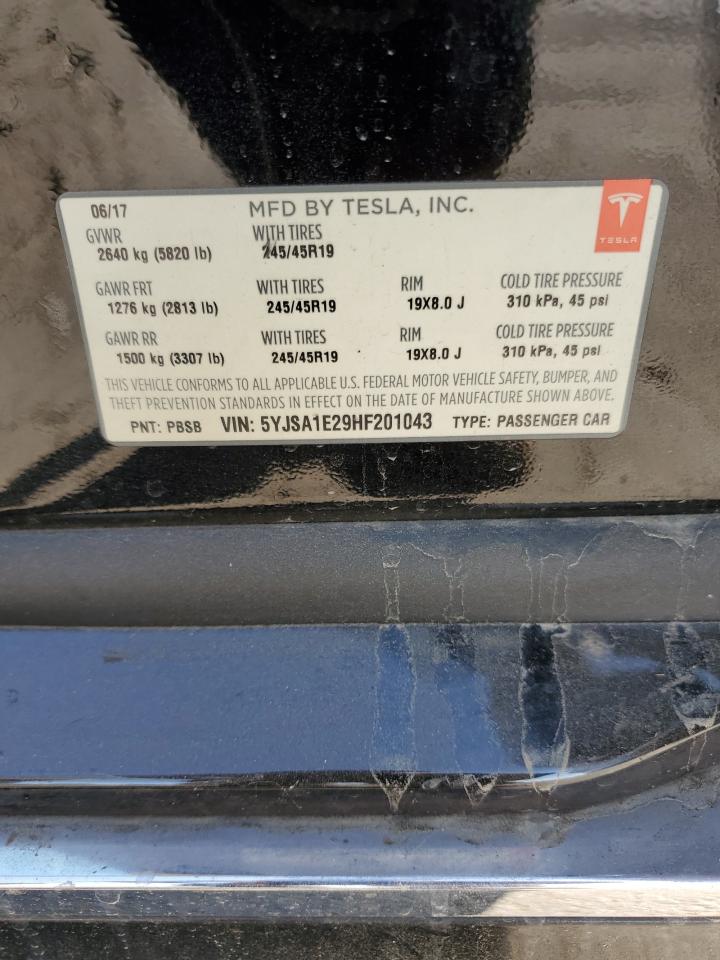 06/17 MFD BY TESLA, INC.
TESLA
GVWR WITH TIRES
2640 kg (5820 lb) 245/45R19
GAWR FRT WITH TIRES RIM COLD TIRE PRESSURE
1276 kg (2813 lb) 245/45R19 19X8.0 J 310 kPa, 45 psi
GAWR RR WITH TIRES RIM COLD TIRE PRESSURE
1500 kg (3307 lb) 245/45R19 19X8.0 J 310 kPa, 45 psi
THIS VEHICLE CONFORMS TO ALL APPLICABLE U.S. FEDERAL MOTOR VEHICLE SAFETY, BUMPER, AND
THEFT PREVENTION STANDARDS IN EFFECT ON THE DATE OF MANUFACTURE SHOWN ABOVE.
PNT: PBSB VIN: 5YJSA1E29HF201043 TYPE: PASSENGER CAR